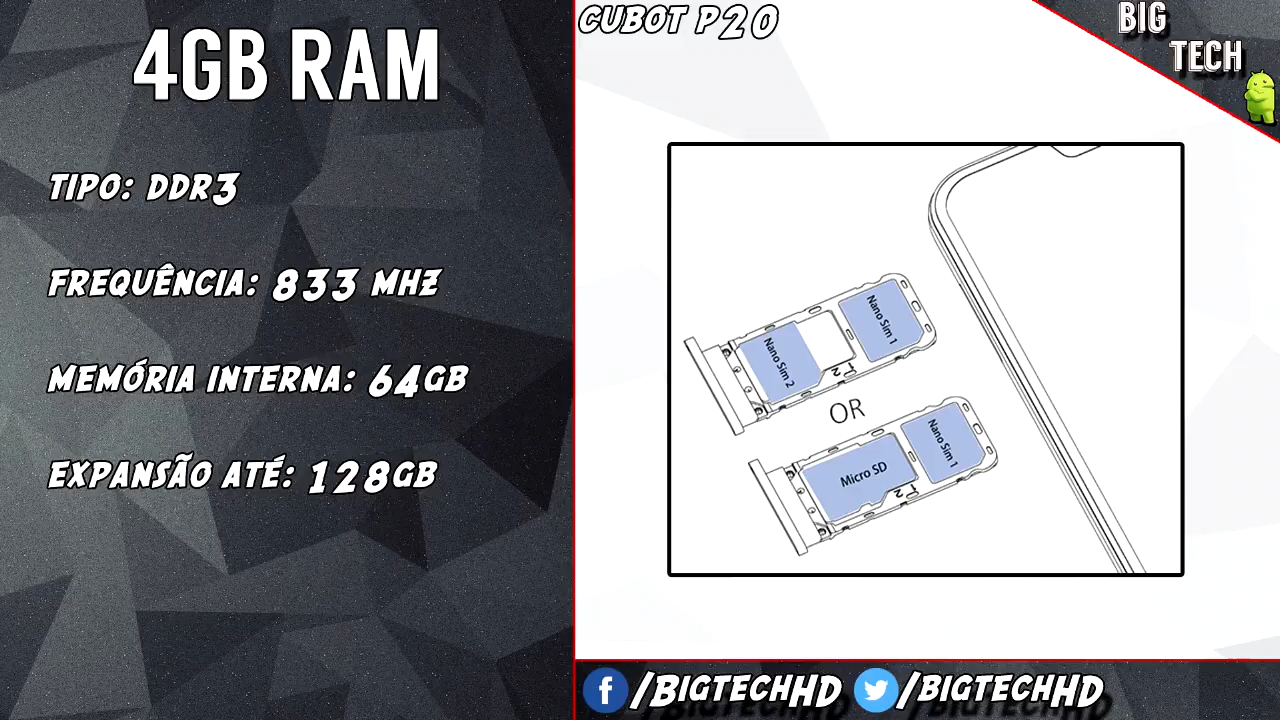 4GB RAM
TIPO: DDR3
FREQUÊNCIA: 833 MHZ
MEMÓRIA INTERNA: 64GB
EXPANSÃO ATÉ: 128GB
CUBOT P20
BIG
TECH
Nano Sim 1
Nano Sim 2
OR
Nano Sim 1
Micro SD
/BIGTECHHD
/BIGTECHHD